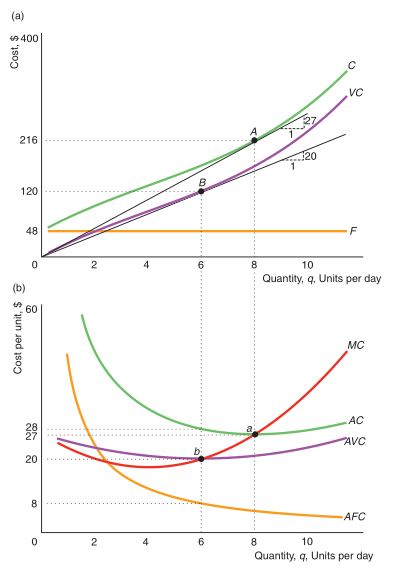 (a)
Cost, $
400
C
VC
A
27
1
216
20
1
B
120
48
F
0
2
4
6
8
10
Quantity, q, Units per day
(b)
Cost per unit, $
60
MC
28
27
a
AC
AVC
b
20
8
AFC
0
2
4
6
8
10
Quantity, q, Units per day